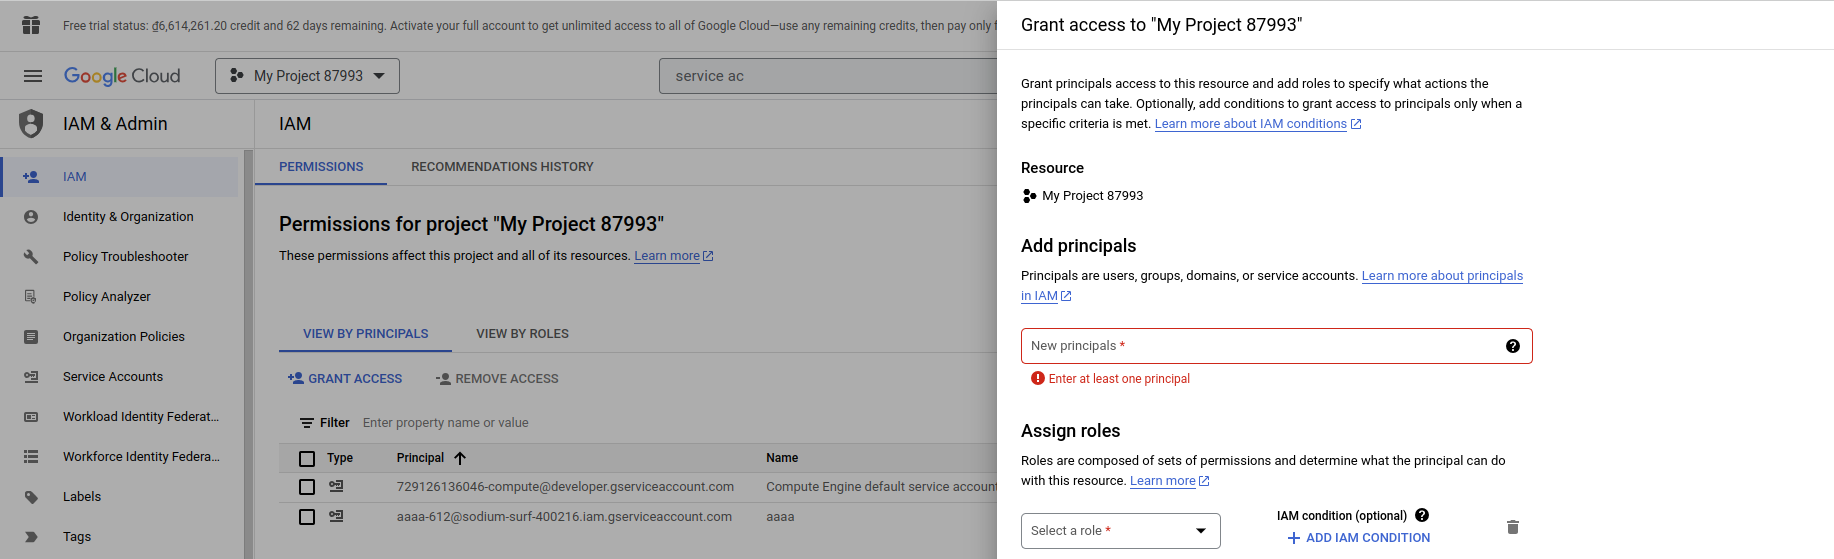 Free trial status: ₫6,614,261.20 credit and 62 days remaining. Activate your full account to get unlimited access to all of Google Cloud—use any remaining credits, then pay only f
Google Cloud
My Project 87993
service ac
IAM & Admin
IAM
Identity & Organization
Policy Troubleshooter
Policy Analyzer
Organization Policies
Service Accounts
Workload Identity Federat...
Workforce Identity Federa...
Labels
Tags
IAM
PERMISSIONS
RECOMMENDATIONS HISTORY
Permissions for project "My Project 87993"
These permissions affect this project and all of its resources. Learn more
VIEW BY PRINCIPALS
VIEW BY ROLES
GRANT ACCESS
REMOVE ACCESS
Filter Enter property name or value
Type Principal Name
729126136046-compute@developer.gserviceaccount.com Compute Engine default service account
aaaa-612@sodium-surf-400216.iam.gserviceaccount.com aaaa
Grant access to "My Project 87993"
Grant principals access to this resource and add roles to specify what actions the
principals can take. Optionally, add conditions to grant access to principals only when a
specific criteria is met. Learn more about IAM conditions
Resource
My Project 87993
Add principals
Principals are users, groups, domains, or service accounts. Learn more about principals
in IAM
New principals *
Enter at least one principal
Assign roles
Roles are composed of sets of permissions and determine what the principal can do
with this resource. Learn more
Select a role *
IAM condition (optional)
+ ADD IAM CONDITION